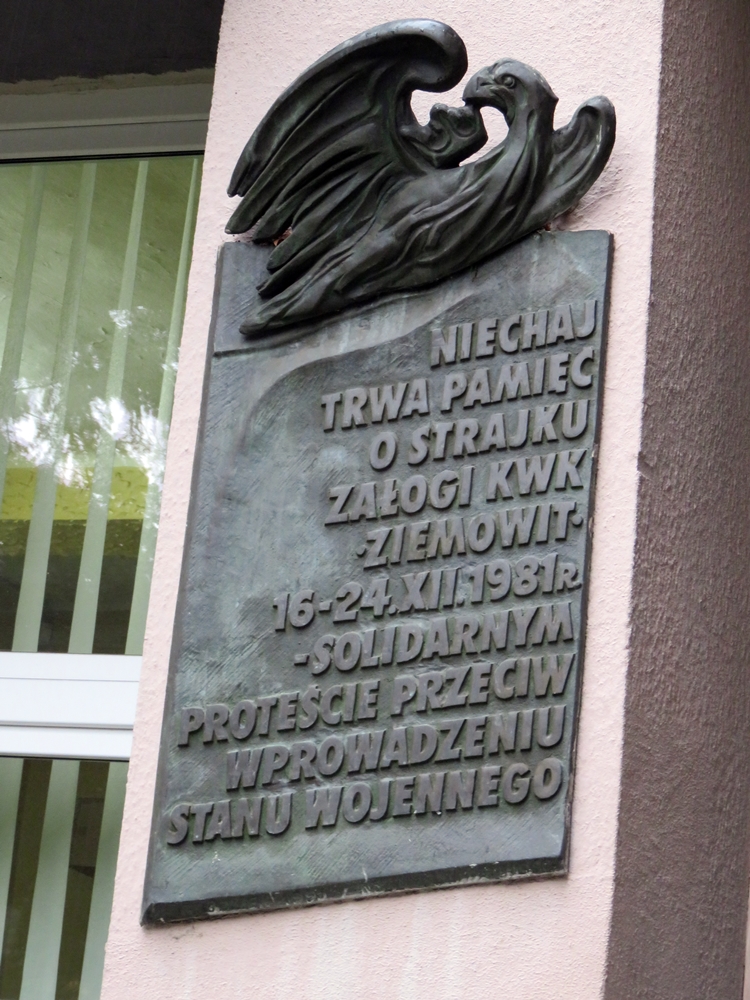 NIECHAJ
TRWA PAMIĘĆ
O STRAJKU
ZAŁOGI KWK
·ZIEMOWIT·
16-24.XII.1981R
-SOLIDARNYM
PROTEŚCIE PRZECIW
WPROWADZENIU
STANU WOJENNEGO